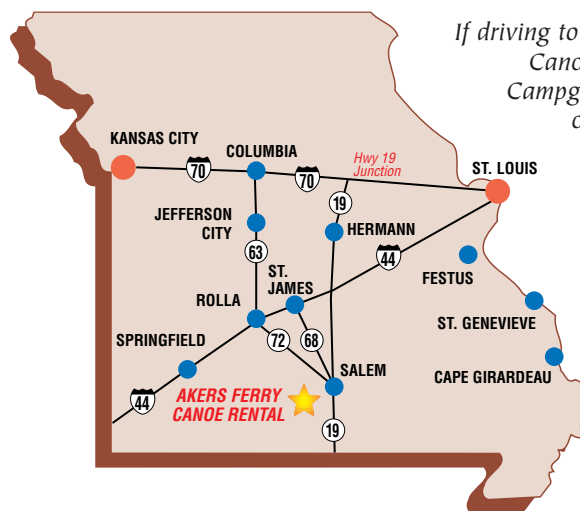 If driving to
Cano
Campg
c
KANSAS CITY
COLUMBIA
Hwy 19
Junction
ST. LOUIS
70
70
19
JEFFERSON
CITY
HERMANN
63
44
ST.
JAMES
FESTUS
ROLLA
ST. GENEVIEVE
SPRINGFIELD
72
68
CAPE GIRARDEAU
SALEM
44
AKERS FERRY
CANOE RENTAL
19